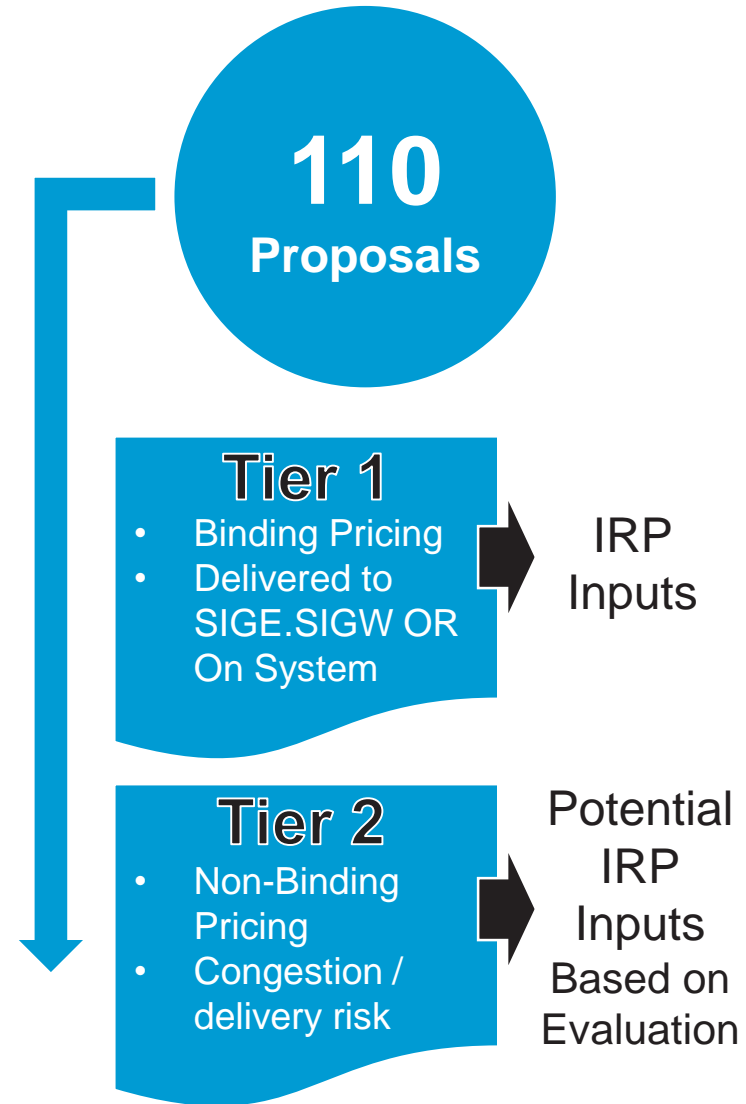 110
Proposals
Tier 1
• Binding Pricing
• Delivered to
SIGE.SIGW OR
On System
IRP
Inputs
Tier 2
• Non-Binding
Pricing
• Congestion /
delivery risk
Potential
IRP
Inputs
Based on
Evaluation